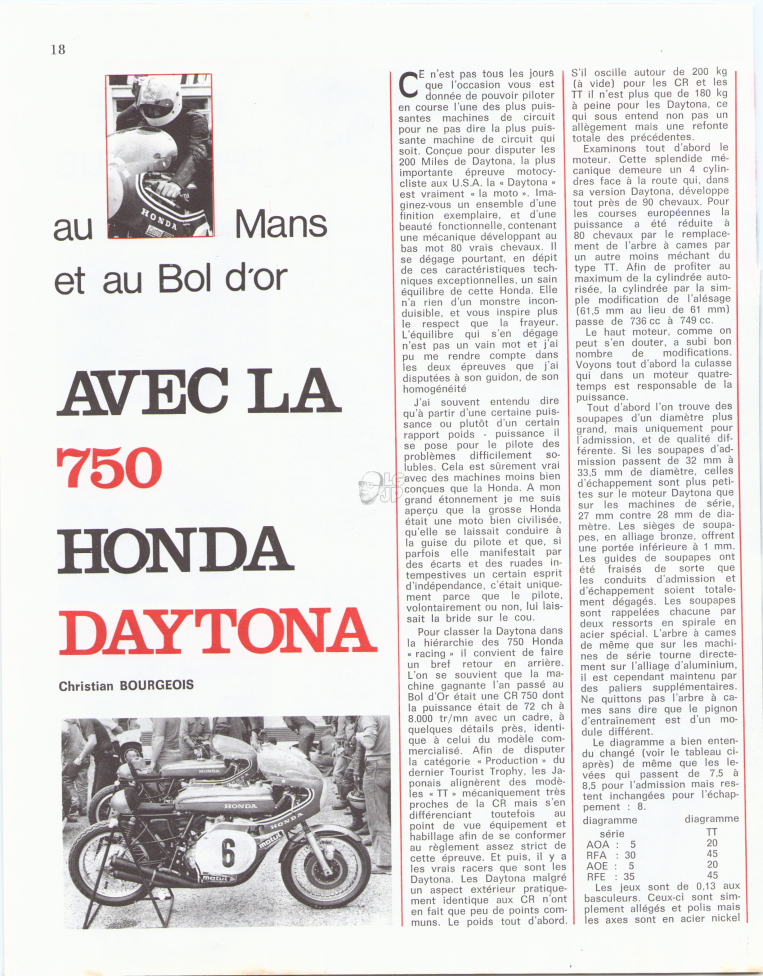 18
au Mans
et au Bol d'or
AVEC LA
750
HONDA
DAYTONA
Christian BOURGEOIS
CE n'est pas tous les jours
que l'occasion vous est
donnée de pouvoir piloter
en course l'une des plus puis-
santes machines de circuit
pour ne pas dire la plus puis-
sante machine de circuit qui
soit. Conçue pour disputer les
200 Miles de Daytona, la plus
importante épreuve motocy-
cliste aux U.S.A. la « Daytona »
est vraiment « la moto ». Ima-
ginez-vous un ensemble d'une
finition exemplaire, et d'une
beauté fonctionnelle, contenant
une mécanique développant au
bas mot 80 vrais chevaux. Il
se dégage pourtant, en dépit
de ces caractéristiques tech-
niques exceptionnelles, un sain
équilibre de cette Honda. Elle
n'a rien d'un monstre incon-
duisible, et vous inspire plus
le respect que la frayeur.
L'équilibre qui s'en dégage
n'est pas un vain mot et j'ai
pu me rendre compte dans
les deux épreuves que j'ai
disputées à son guidon, de son
homogénéité
J'ai souvent entendu dire
qu'à partir d'une certaine puis-
sance ou plutôt d'un certain
rapport poids - puissance il
se pose pour le pilote des
problèmes difficilement so-
lubles. Cela est sûrement vrai
avec des machines moins bien
conçues que la Honda. A mon
grand étonnement je me suis
aperçu que la grosse Honda
était une moto bien civilisée,
qu'elle se laissait conduire à
la guise du pilote et que, si
parfois elle manifestait par
des écarts et des ruades in-
tempestives un certain esprit
d'indépendance, c'était unique-
ment parce que le pilote,
volontairement ou non, lui lais-
sait la bride sur le cou.
Pour classer la Daytona dans
la hiérarchie des 750 Honda
« racing » il convient de faire
un bref retour en arrière.
L'on se souvient que la ma-
chine gagnante l'an passé au
Bol d'Or était une CR 750 dont
la puissance était de 72 ch à
8.000 tr/mn avec un cadre, à
quelques détails près, identi-
que à celui du modèle com-
mercialisé. Afin de disputer
la catégorie « Production » du
dernier Tourist Trophy, les Ja-
ponais alignèrent des modè-
les « TT » mécaniquement très
proches de la CR mais s'en
différenciant toutefois au
point de vue équipement et
habillage afin de se conformer
au règlement assez strict de
cette épreuve. Et puis, il y a
les vrais racers que sont les
Daytona. Les Daytona malgré
un aspect extérieur pratique-
ment identique aux CR n'ont
en fait que peu de points com-
muns. Le poids tout d'abord.
S'il oscille autour de 200 kg
(à vide) pour les CR et les
TT il n'est plus que de 180 kg
à peine pour les Daytona, ce
qui sous entend non pas un
allègement mais une refonte
totale des précédentes.
Examinons tout d'abord le
moteur. Cette splendide mé-
canique demeure un 4 cylin-
dres face à la route qui, dans
sa version Daytona, développe
tout près de 90 chevaux. Pour
les courses européennes la
puissance a été réduite à
80 chevaux par le remplace-
ment de l'arbre à cames par
un autre moins méchant du
type TT. Afin de profiter au
maximum de la cylindrée auto-
risée, la cylindrée par la sim-
ple modification de l'alésage
(61,5 mm au lieu de 61 mm)
passe de 736 cc à 749 cc.
Le haut moteur, comme on
peut s'en douter, a subi bon
nombre de modifications.
Voyons tout d'abord la culasse
qui dans un moteur quatre-
temps est responsable de la
puissance.
Tout d'abord l'on trouve des
soupapes d'un diamètre plus
grand, mais uniquement pour
l'admission, et de qualité dif-
férente. Si les soupapes d'ad-
mission passent de 32 mm à
33,5 mm de diamètre, celles
d'échappement sont plus peti-
tes sur le moteur Daytona que
sur les machines de série,
27 mm contre 28 mm de dia-
mètre. Les sièges de soupa-
pes, en alliage bronze, offrent
une portée inférieure à 1 mm.
Les guides de soupapes ont
été fraisés de sorte que
les conduits d'admission et
d'échappement soient totale-
ment dégagés. Les soupapes
sont rappelées chacune par
deux ressorts en spirale en
acier spécial. L'arbre à cames
de même que sur les machi-
nes de série tourne directe-
ment sur l'alliage d'aluminium,
il est cependant maintenu par
des paliers supplémentaires.
Ne quittons pas l'arbre à ca-
mes sans dire que le pignon
d'entraînement est d'un mo-
dule différent.
Le diagramme a bien enten-
du changé (voir le tableau ci-
après) de même que les le-
vées qui passent de 7,5 à
8,5 pour l'admission mais res-
tent inchangées pour l'échap-
pement : 8.
diagramme diagramme
série TT
AOA : 5 20
RFA : 30 45
AOE : 5 20
RFE : 35 45
Les jeux sont de 0,13 aux
basculeurs. Ceux-ci sont sim-
plement allégés et polis mais
les axes sont en acier nickel
HONDA
HONDA
HONDA
6
motul
motul
LC
JP